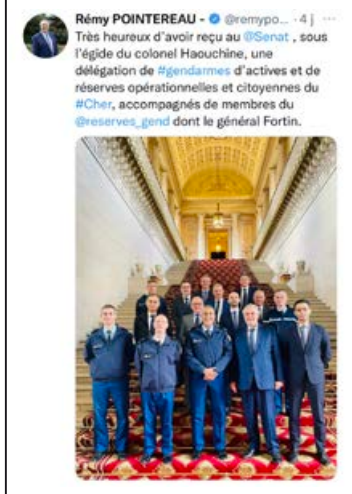 Rémy POINTEREAU - @remypo... · 4 j ...
Très heureux d'avoir reçu au @Senat , sous
l'égide du colonel Haouchine, une
délégation de #gendarmes d'actives et de
réserves opérationnelles et citoyennes du
#Cher, accompagnés de membres du
@reserves_gend dont le général Fortin.